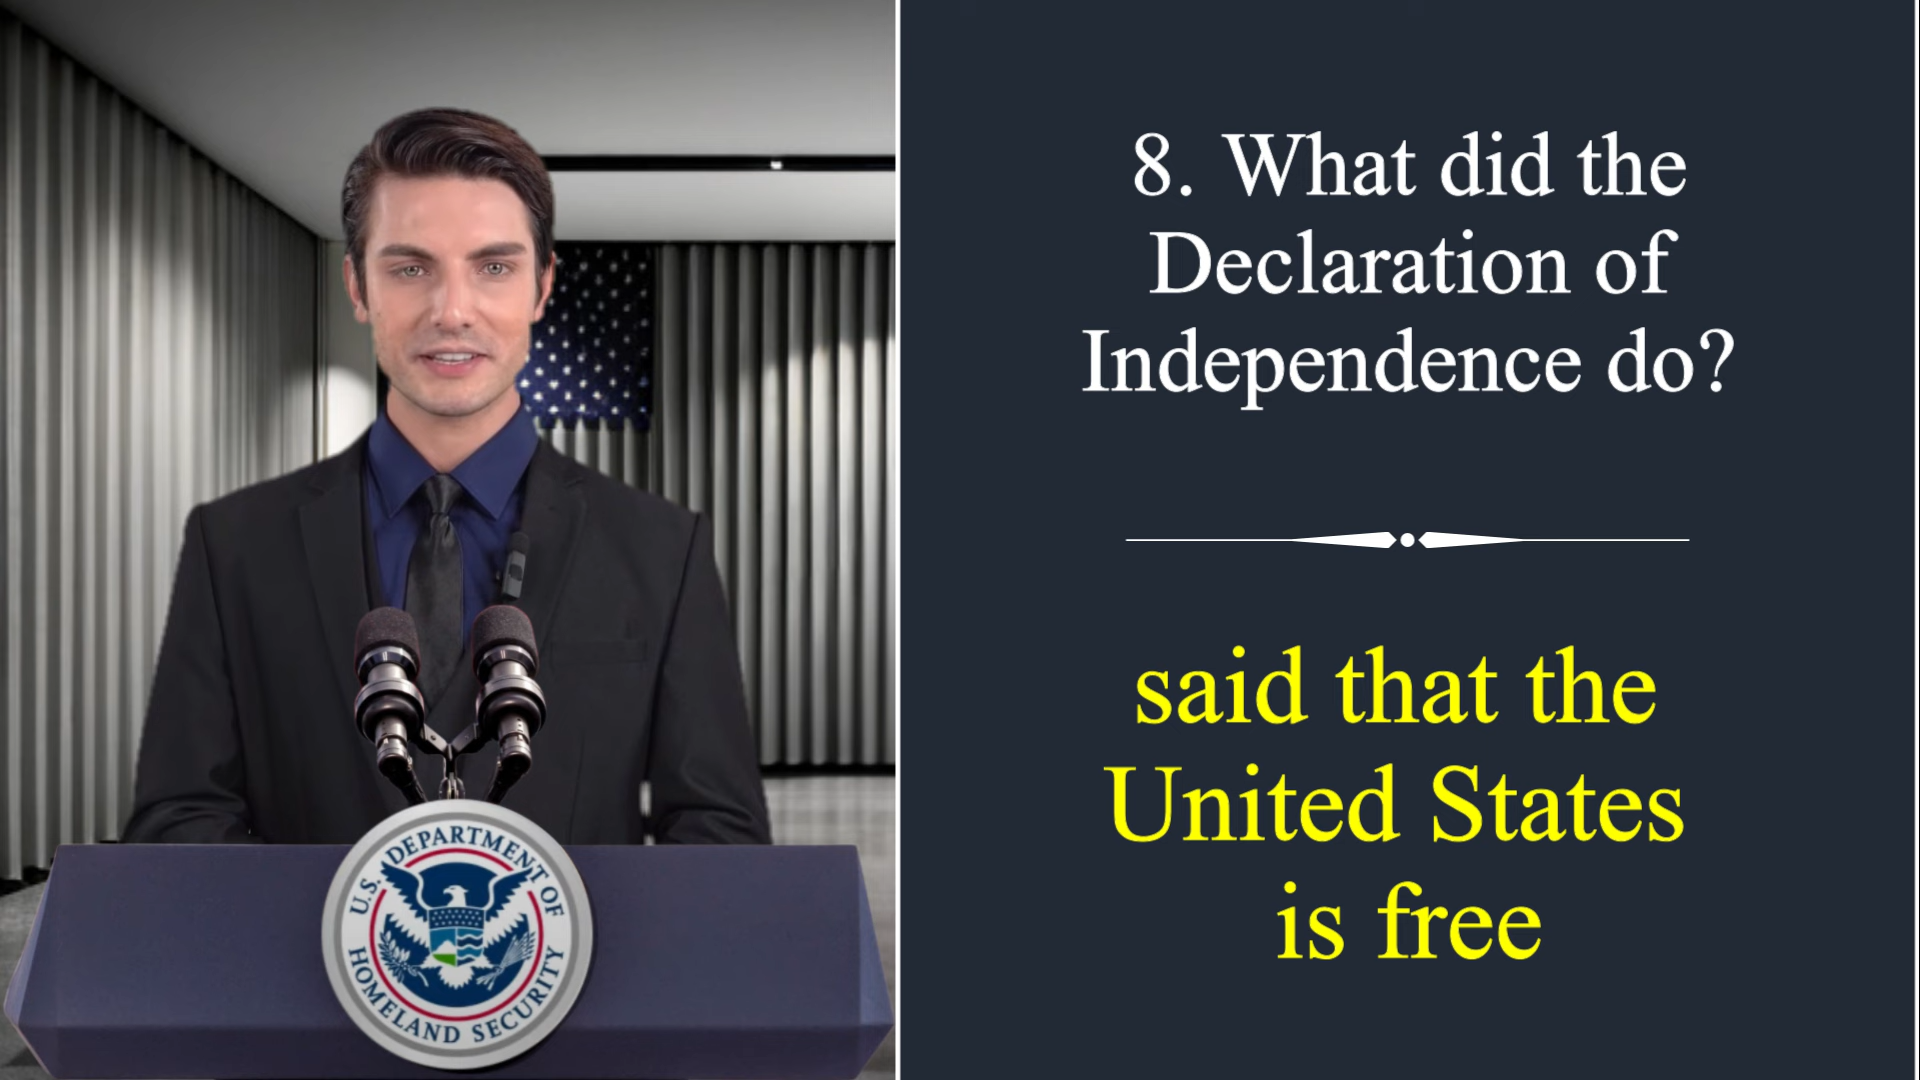 8. What did the
Declaration of
Independence do?
said that the
United States
is free
U.S. DEPARTMENT OF
HOMELAND SECURITY